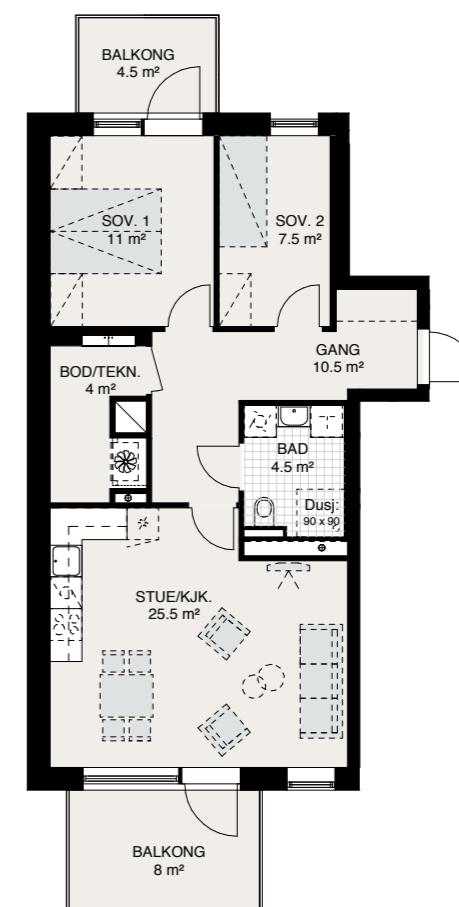 BALKONG
4.5 m²
SOV. 1
11 m²
SOV. 2
7.5 m²
GANG
10.5 m²
BOD/TEKN.
4 m²
BAD
4.5 m²
Dusj:
90 x 90
STUE/KJK.
25.5 m²
BALKONG
8 m²